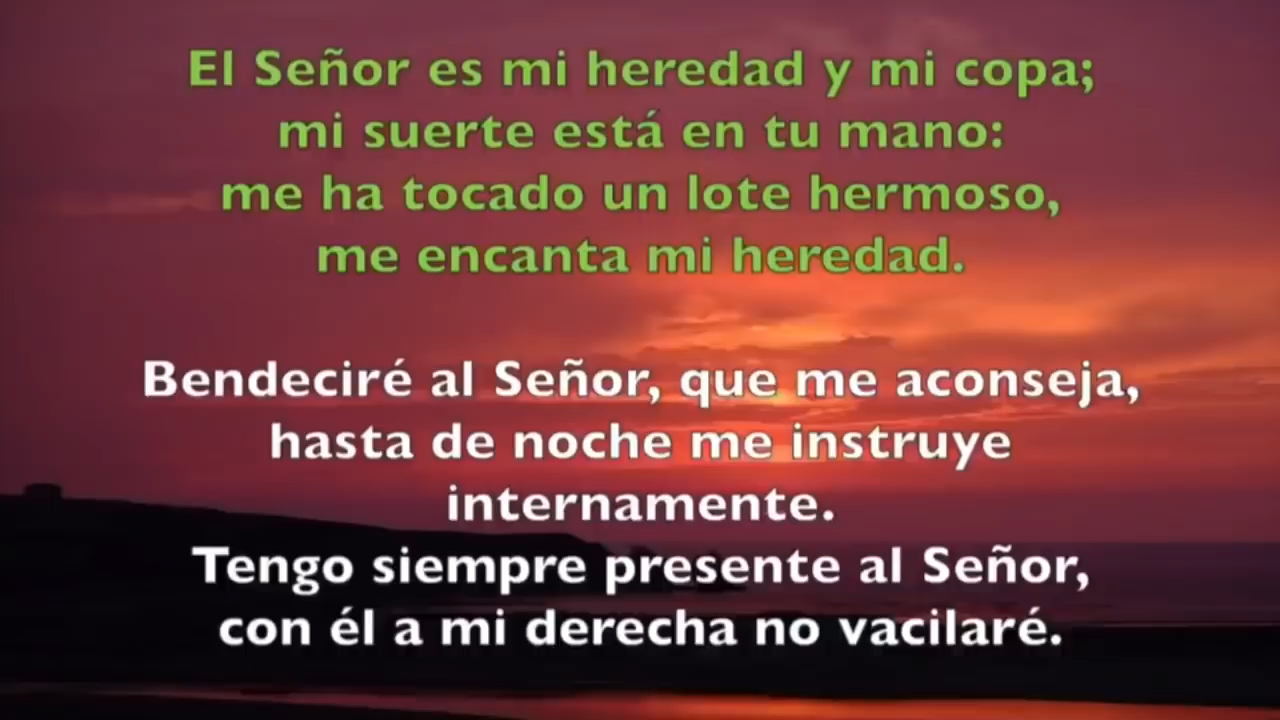 El Señor es mi heredad y mi copa;
mi suerte está en tu mano:
me ha tocado un lote hermoso,
me encanta mi heredad.
Bendeciré al Señor, que me aconseja,
hasta de noche me instruye
internamente.
Tengo siempre presente al Señor,
con él a mi derecha no vacilaré.